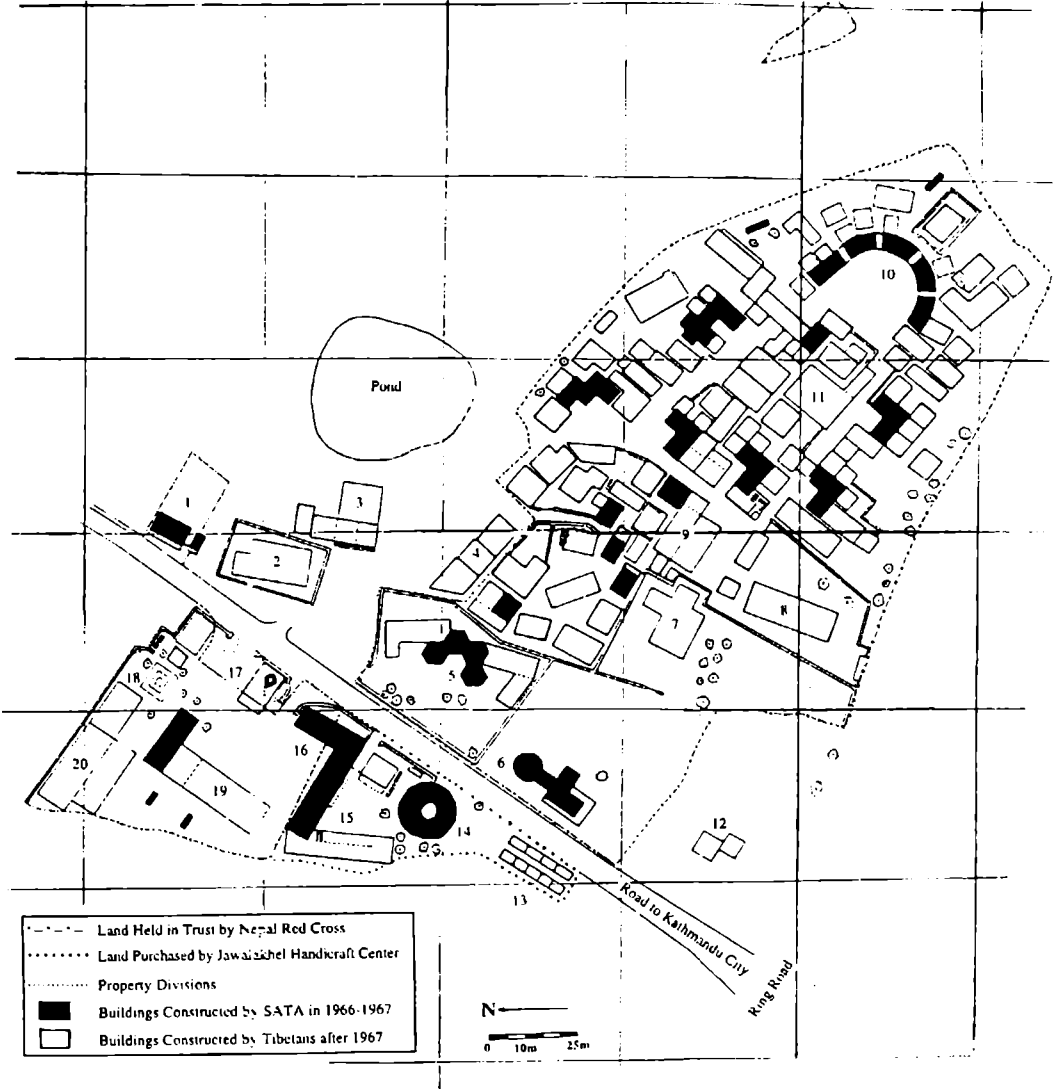 10
Pond
11
1
3
9
2
4
8
1
7
17
5
18
16
6
20
19
12
15
14
13
Road to Kathmandu City
Ring Road
Land Held in Trust by Nepal Red Cross
Land Purchased by Jawalakhel Handicraft Center
Property Divisions
Buildings Constructed by SATA in 1966-1967
Buildings Constructed by Tibetans after 1967
N
0 10m 25m